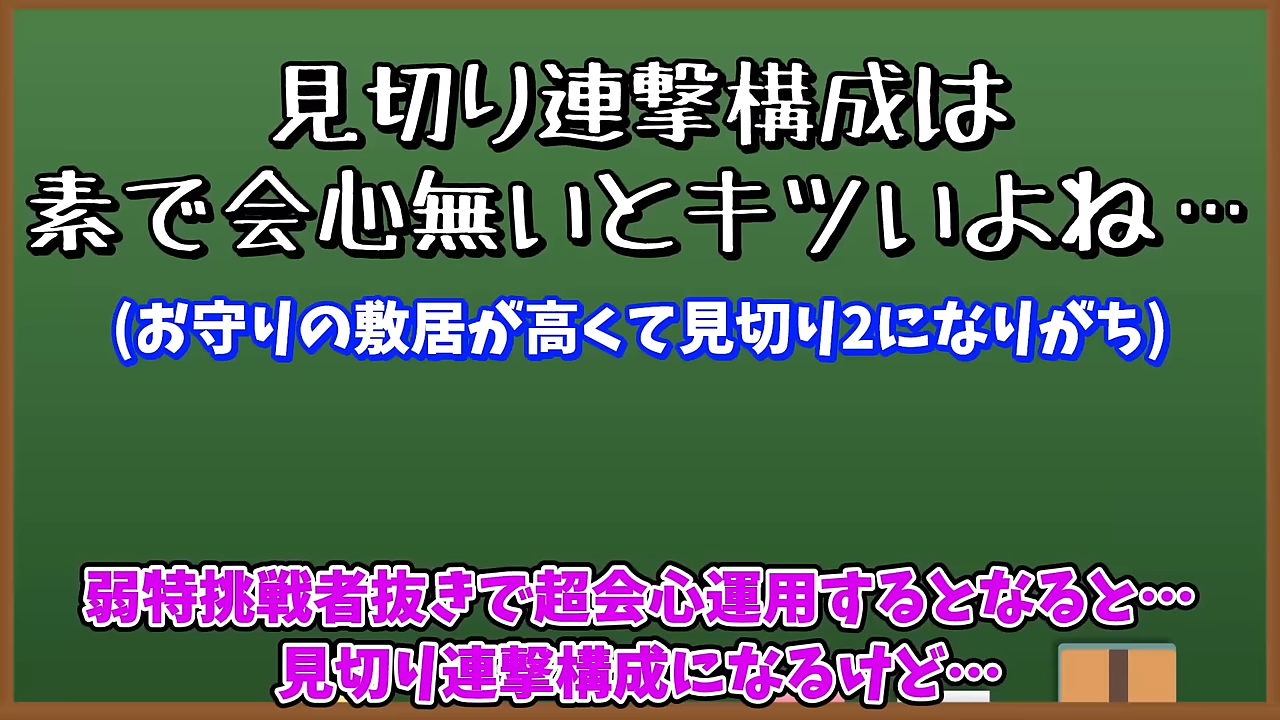 見切り連撃構成は
素で会心無いとキツいよね…
(お守りの敷居が高くて見切り2になりがち)
弱特挑戦者抜きで超会心運用するとなると…
見切り連撃構成になるけど…